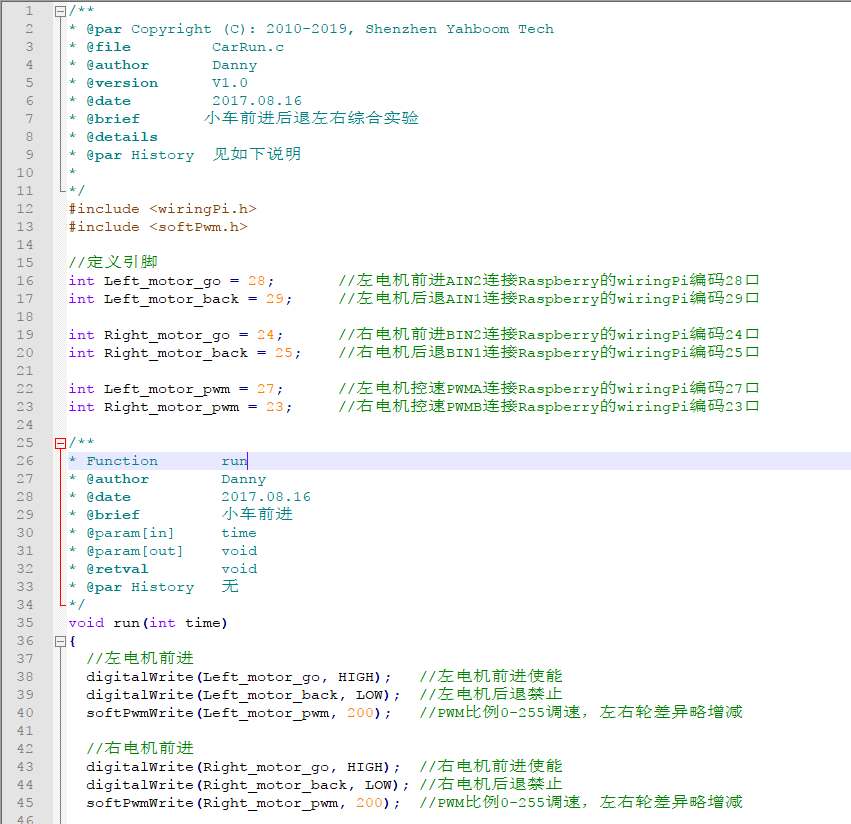 1 /**
2 * @par Copyright (C): 2010-2019, Shenzhen Yahboom Tech
3 * @file         CarRun.c
4 * @author       Danny
5 * @version      V1.0
6 * @date         2017.08.16
7 * @brief        小车前进后退左右综合实验
8 * @details
9 * @par History  见如下说明
10 *
11 */
12 #include <wiringPi.h>
13 #include <softPwm.h>
14
15 //定义引脚
16 int Left_motor_go = 28;       //左电机前进AIN2连接Raspberry的wiringPi编码28口
17 int Left_motor_back = 29;     //左电机后退AIN1连接Raspberry的wiringPi编码29口
18
19 int Right_motor_go = 24;      //右电机前进BIN2连接Raspberry的wiringPi编码24口
20 int Right_motor_back = 25;    //右电机后退BIN1连接Raspberry的wiringPi编码25口
21
22 int Left_motor_pwm = 27;      //左电机控速PWMA连接Raspberry的wiringPi编码27口
23 int Right_motor_pwm = 23;     //右电机控速PWMB连接Raspberry的wiringPi编码23口
24
25 /**
26 * Function       run
27 * @author        Danny
28 * @date          2017.08.16
29 * @brief         小车前进
30 * @param[in]     time
31 * @param[out]    void
32 * @retval        void
33 * @par History   无
34 */
35 void run(int time)
36 {
37   //左电机前进
38   digitalWrite(Left_motor_go, HIGH);   //左电机前进使能
39   digitalWrite(Left_motor_back, LOW);  //左电机后退禁止
40   softPwmWrite(Left_motor_pwm, 200);   //PWM比例0-255调速，左右轮差异略增减
41
42   //右电机前进
43   digitalWrite(Right_motor_go, HIGH);  //右电机前进使能
44   digitalWrite(Right_motor_back, LOW); //右电机后退禁止
45   softPwmWrite(Right_motor_pwm, 200);  //PWM比例0-255调速，左右轮差异略增减
46